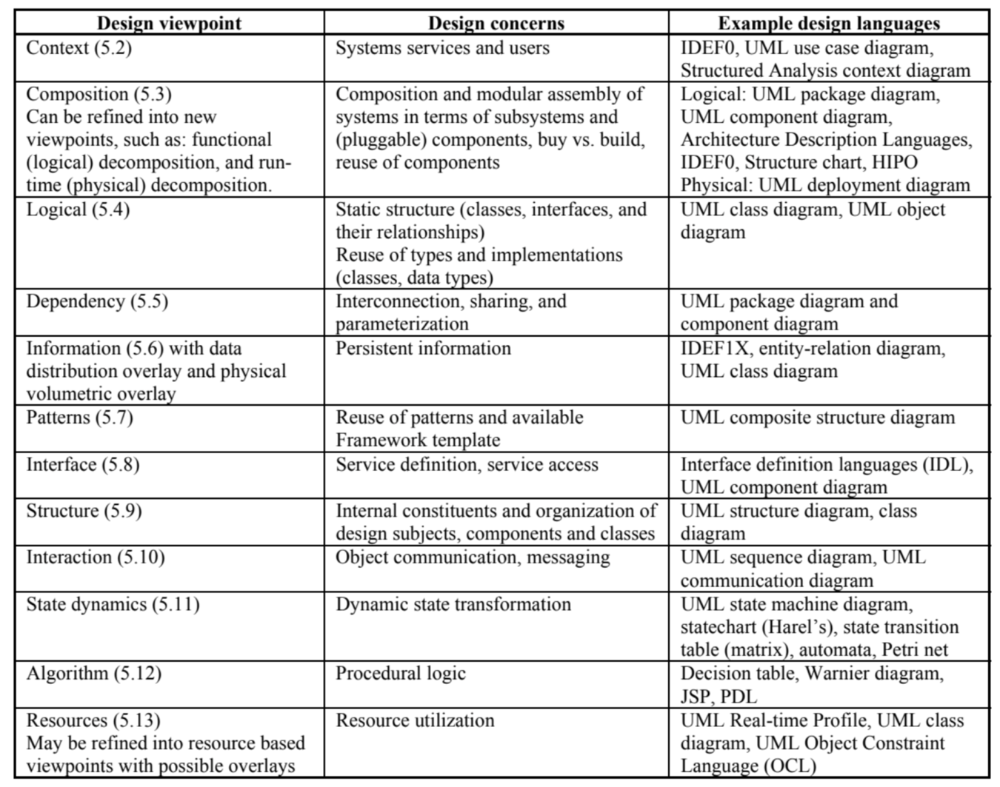 Design viewpoint
Design concerns
Example design languages
Context (5.2)
Systems services and users
IDEF0, UML use case diagram,
Structured Analysis context diagram
Composition (5.3)
Can be refined into new
viewpoints, such as: functional
(logical) decomposition, and run-
time (physical) decomposition.
Composition and modular assembly of
systems in terms of subsystems and
(pluggable) components, buy vs. build,
reuse of components
Logical: UML package diagram,
UML component diagram,
Architecture Description Languages,
IDEF0, Structure chart, HIPO
Physical: UML deployment diagram
Logical (5.4)
Static structure (classes, interfaces, and
their relationships)
Reuse of types and implementations
(classes, data types)
UML class diagram, UML object
diagram
Dependency (5.5)
Interconnection, sharing, and
parameterization
UML package diagram and
component diagram
Information (5.6) with data
distribution overlay and physical
volumetric overlay
Persistent information
IDEF1X, entity-relation diagram,
UML class diagram
Patterns (5.7)
Reuse of patterns and available
Framework template
UML composite structure diagram
Interface (5.8)
Service definition, service access
Interface definition languages (IDL),
UML component diagram
Structure (5.9)
Internal constituents and organization of
design subjects, components and classes
UML structure diagram, class
diagram
Interaction (5.10)
Object communication, messaging
UML sequence diagram, UML
communication diagram
State dynamics (5.11)
Dynamic state transformation
UML state machine diagram,
statechart (Harel’s), state transition
table (matrix), automata, Petri net
Algorithm (5.12)
Procedural logic
Decision table, Warnier diagram,
JSP, PDL
Resources (5.13)
May be refined into resource based
viewpoints with possible overlays
Resource utilization
UML Real-time Profile, UML class
diagram, UML Object Constraint
Language (OCL)